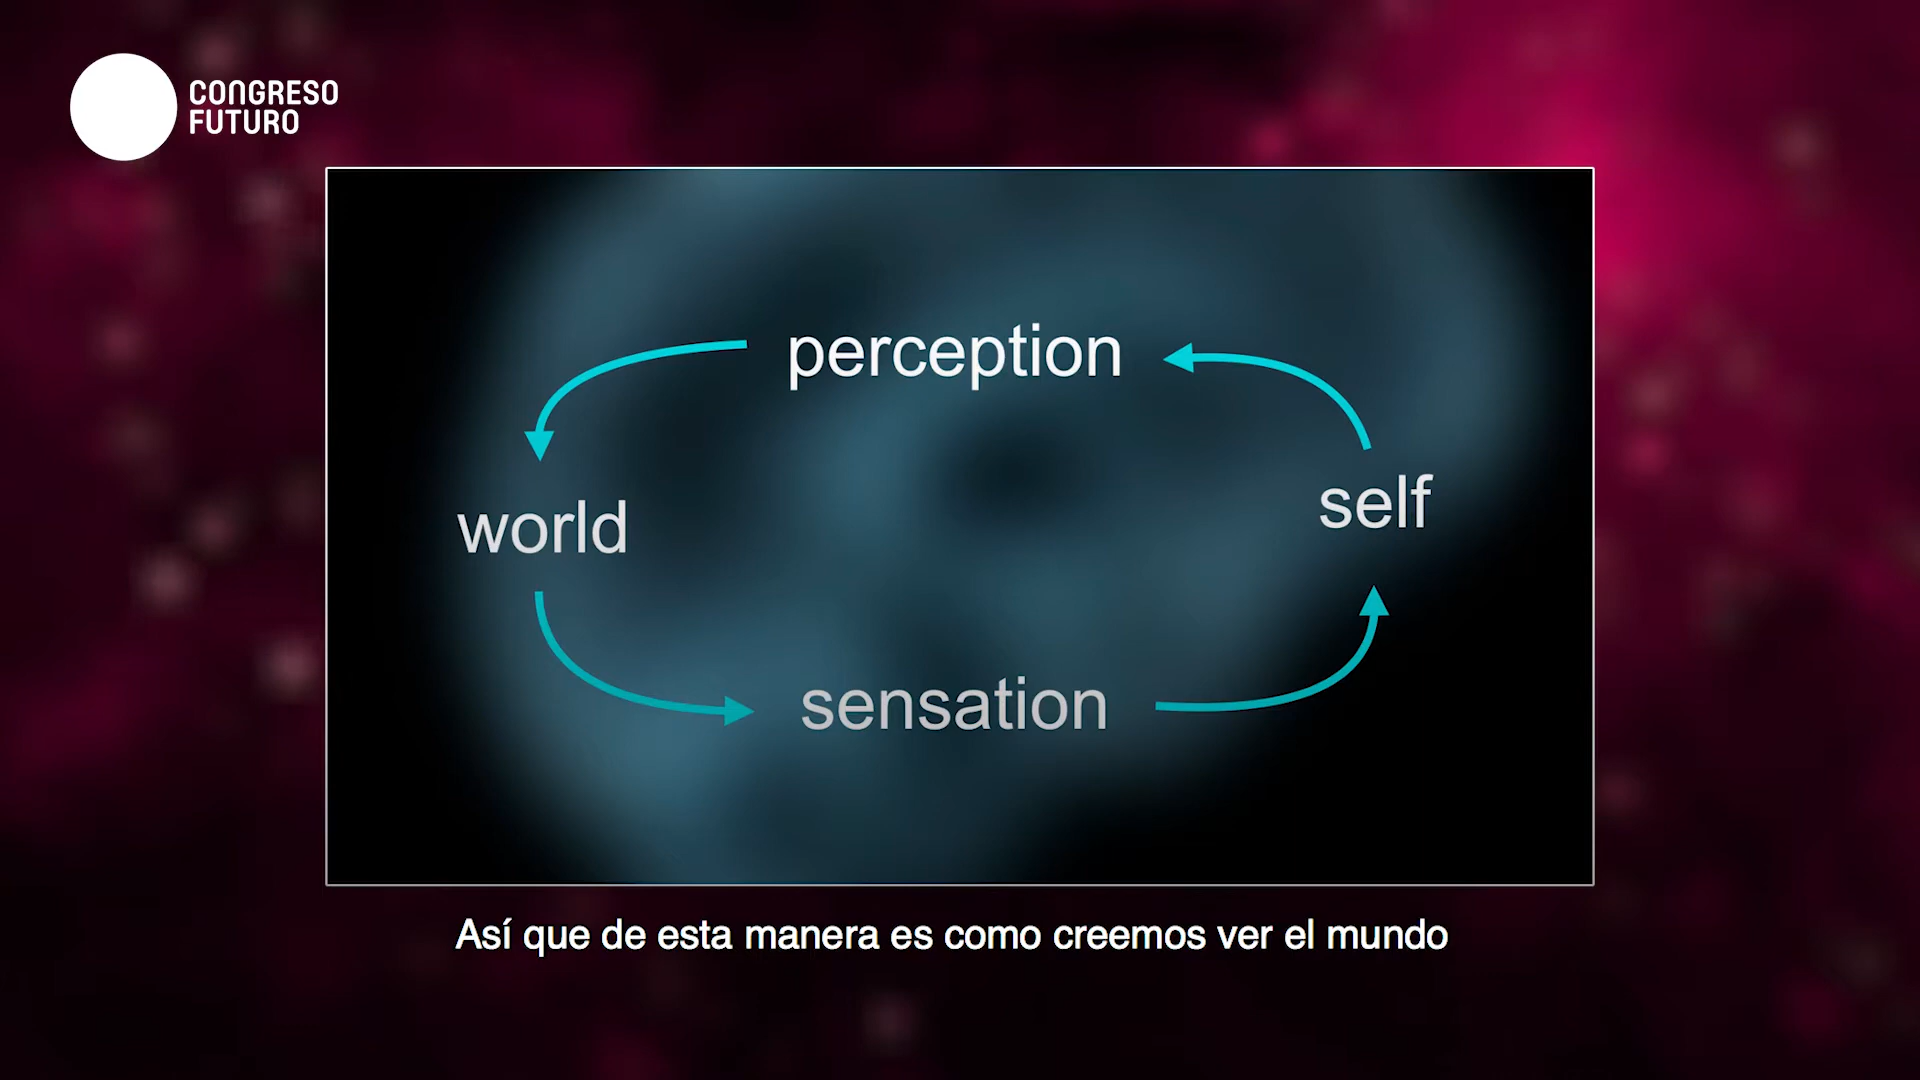 CONGRESO
FUTURO
perception
self
world
sensation
Así que de esta manera es como creemos ver el mundo